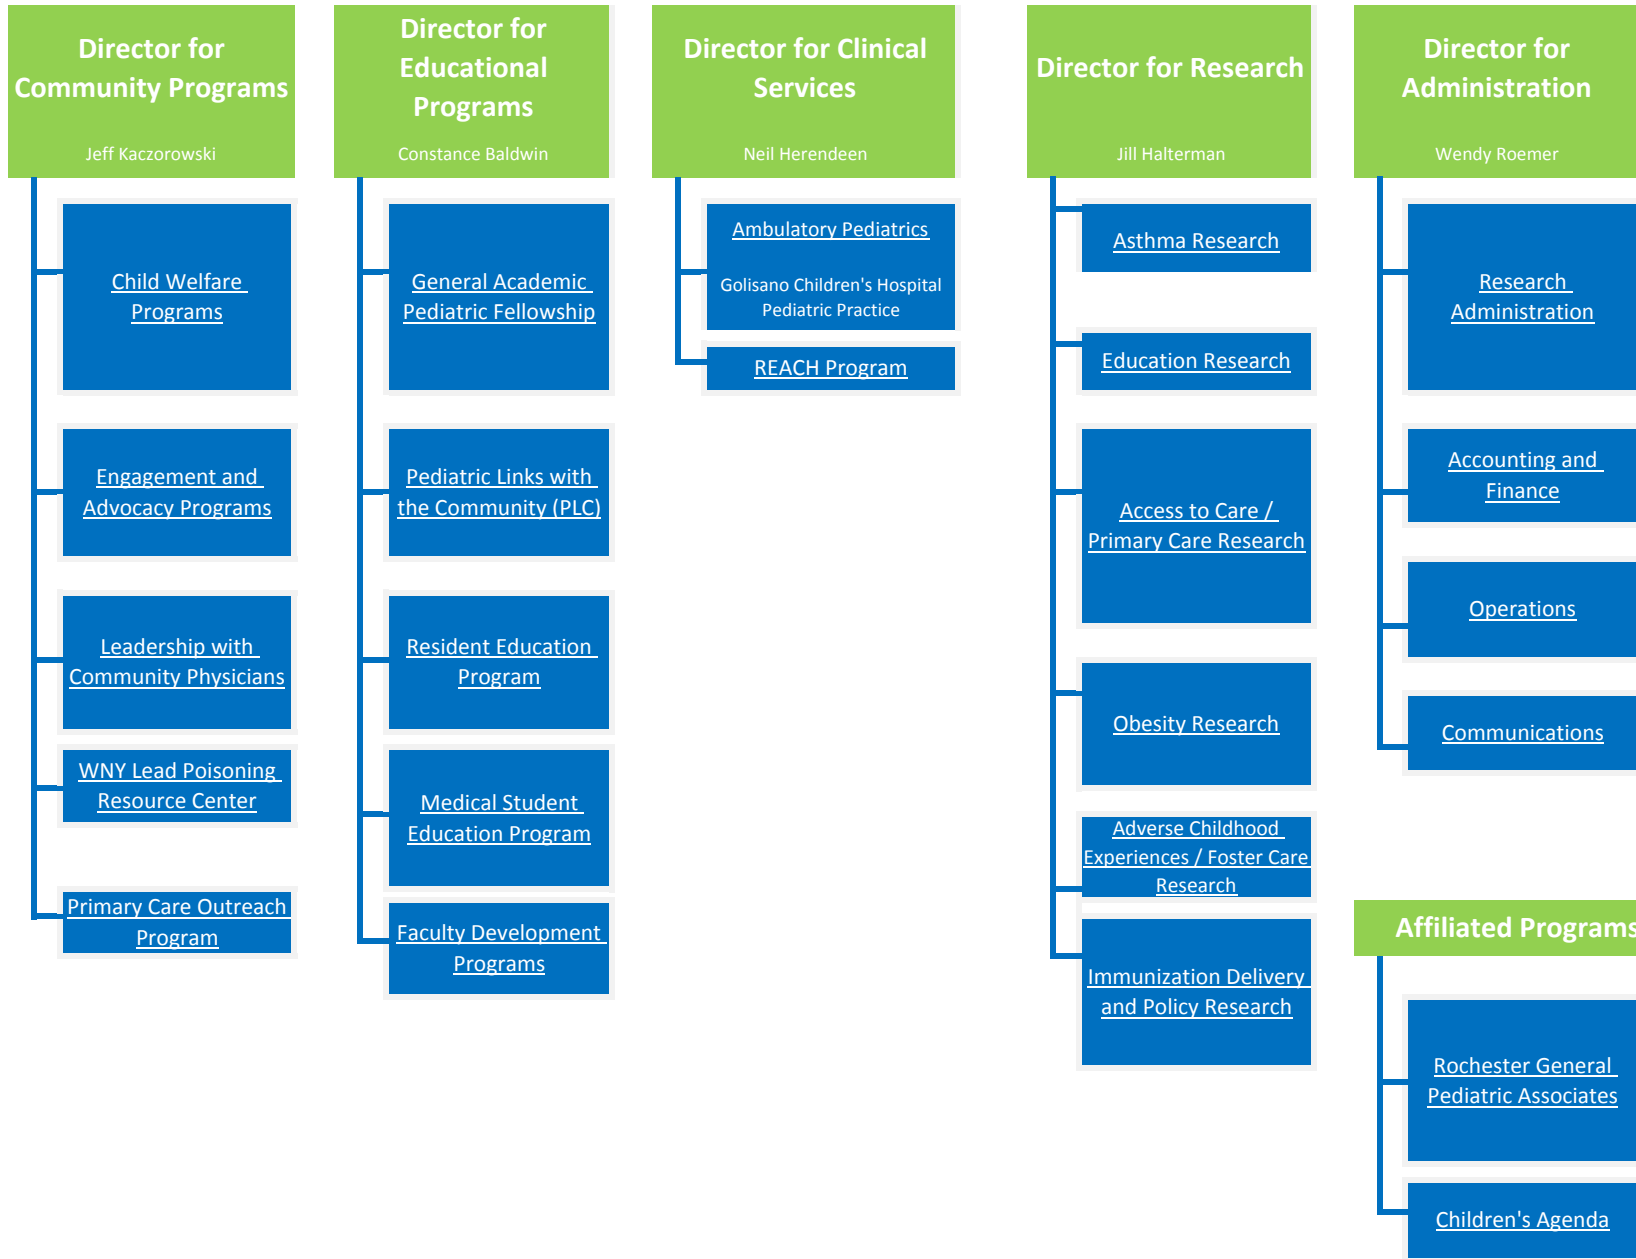 Director for
Community Programs
Jeff Kaczorowski
Child Welfare
Programs
Engagement and
Advocacy Programs
Leadership with
Community Physicians
WNY Lead Poisoning
Resource Center
Primary Care Outreach
Program
Director for
Educational
Programs
Constance Baldwin
General Academic
Pediatric Fellowship
Pediatric Links with
the Community (PLC)
Resident Education
Program
Medical Student
Education Program
Faculty Development
Programs
Director for Clinical
Services
Neil Herendeen
Ambulatory Pediatrics
Golisano Children's Hospital
Pediatric Practice
REACH Program
Director for Research
Jill Halterman
Asthma Research
Education Research
Access to Care /
Primary Care Research
Obesity Research
Adverse Childhood
Experiences / Foster Care
Research
Immunization Delivery
and Policy Research
Director for
Administration
Wendy Roemer
Research
Administration
Accounting and
Finance
Operations
Communications
Affiliated Programs
Rochester General
Pediatric Associates
Children's Agenda